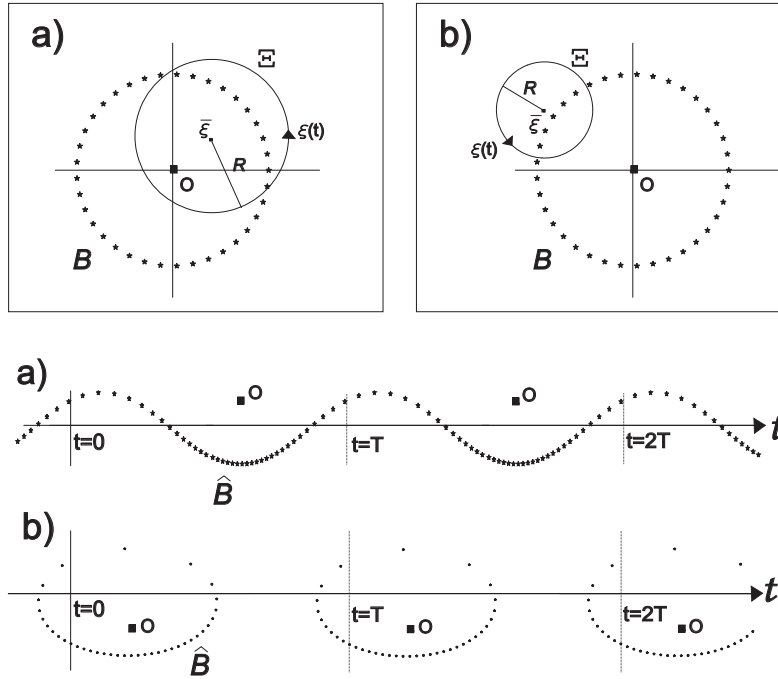 a)
Ξ
ξ̄
ξ(t)
R
O
B
b)
Ξ
R
ξ̄
ξ(t)
O
B
a)
O
O
t=0
t=T
t=2T
t
B̂
b)
t=0
O
t=T
O
t=2T
O
t
B̂